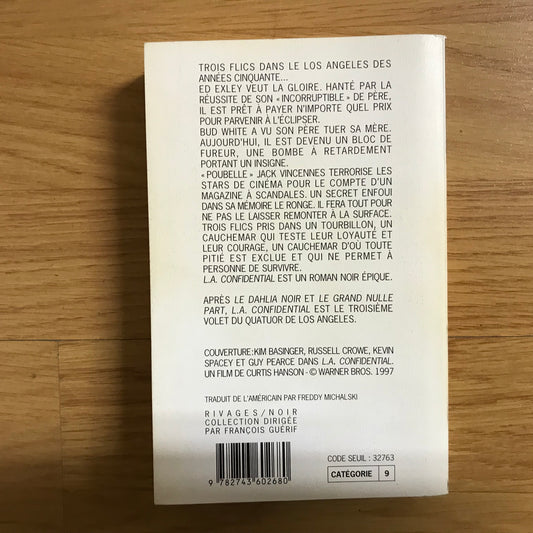 TROIS FLICS DANS LE LOS ANGELES DES
ANNÉES CINQUANTE...
ED EXLEY VEUT LA GLOIRE. HANTÉ PAR LA
RÉUSSITE DE SON « INCORRUPTIBLE » DE PÈRE,
IL EST PRÊT À PAYER N'IMPORTE QUEL PRIX
POUR PARVENIR À L'ÉCLIPSER.
BUD WHITE A VU SON PÈRE TUER SA MÈRE.
AUJOURD'HUI, IL EST DEVENU UN BLOC DE
FUREUR, UNE BOMBE À RETARDEMENT
PORTANT UN INSIGNE.
« POUBELLE » JACK VINCENNES TERRORISE LES
STARS DE CINÉMA POUR LE COMPTE D'UN
MAGAZINE À SCANDALES. UN SECRET ENFOUI
DANS SA MÉMOIRE LE RONGE. IL FERA TOUT POUR
NE PAS LE LAISSER REMONTER À LA SURFACE.
TROIS FLICS PRIS DANS UN TOURBILLON, UN
CAUCHEMAR QUI TESTE LEUR LOYAUTÉ ET
LEUR COURAGE, UN CAUCHEMAR D'OÙ TOUTE
PITIÉ EST EXCLUE ET QUI NE PERMET À
PERSONNE DE SURVIVRE.
L.A. CONFIDENTIAL EST UN ROMAN NOIR ÉPIQUE.
APRÈS LE DAHLIA NOIR ET LE GRAND NULLE
PART, L.A. CONFIDENTIAL EST LE TROISIÈME
VOLET DU QUATUOR DE LOS ANGELES.
COUVERTURE:KIM BASINGER, RUSSELL CROWE, KEVIN
SPACEY ET GUY PEARCE DANS L.A. CONFIDENTIAL.
UN FILM DE CURTIS HANSON - © WARNER BROS. 1997
TRADUIT DE L'AMÉRICAIN PAR FREDDY MICHALSKI
RIVAGES/NOIR
COLLECTION DIRIGÉE
PAR FRANÇOIS GUÉRIF
CODE SEUIL : 32763
CATÉGORIE 9
9 782743 602680